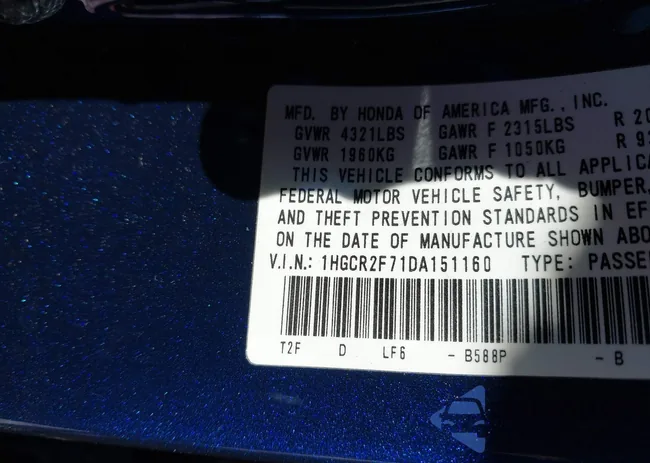 MFD. BY HONDA OF AMERICA MFG., INC.
GVWR 4321LBS GAWR F 2315LBS R 20
GVWR 1960KG GAWR F 1050KG R 9
THIS VEHICLE CONFORMS TO ALL APPLICA
FEDERAL MOTOR VEHICLE SAFETY, BUMPER,
AND THEFT PREVENTION STANDARDS IN EF
ON THE DATE OF MANUFACTURE SHOWN ABO
V.I.N.: 1HGCR2F71DA151160 TYPE: PASSE
T2F D LF6 - B588P - B